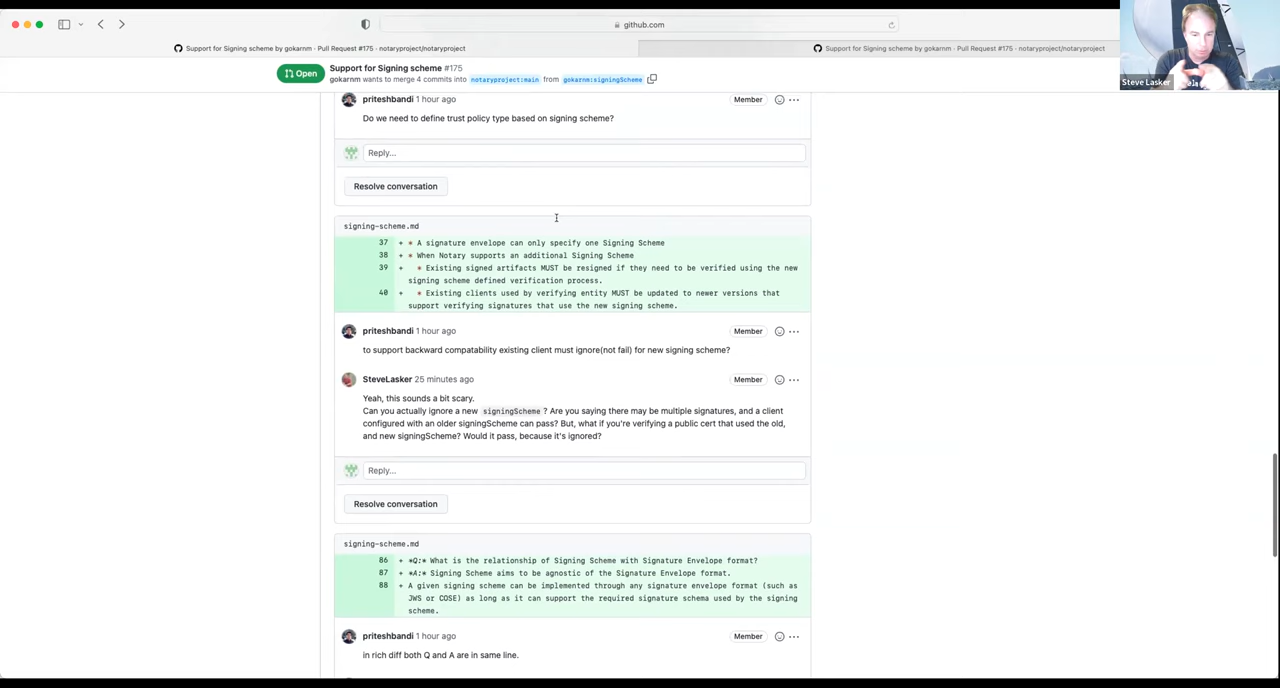 github.com
Support for Signing scheme by gokarnm · Pull Request #175 · notaryproject/notaryproject
Support for Signing scheme by gokarnm · Pull Request #175 · notaryproject/notaryproject
Steve Lasker
Open
Support for Signing scheme #175
gokarnm wants to merge 4 commits into notaryproject:main from gokarnm:signingScheme
priteshbandi 1 hour ago
Member
Do we need to define trust policy type based on signing scheme?
Reply...
Resolve conversation
signing-scheme.md
37 + * A signature envelope can only specify one Signing Scheme
38 + * When Notary supports an additional Signing Scheme
39 + * Existing signed artifacts MUST be resigned if they need to be verified using the new
signing scheme defined verification process.
40 + * Existing clients used by verifying entity MUST be updated to newer versions that
support verifying signatures that use the new signing scheme.
priteshbandi 1 hour ago
Member
to support backward compatability existing client must ignore(not fail) for new signing scheme?
SteveLasker 25 minutes ago
Member
Yeah, this sounds a bit scary.
Can you actually ignore a new signingScheme ? Are you saying there may be multiple signatures, and a client
configured with an older signingScheme can pass? But, what if you're verifying a public cert that used the old,
and new signingScheme? Would it pass, because it's ignored?
Reply...
Resolve conversation
signing-scheme.md
86 + *Q:* What is the relationship of Signing Scheme with Signature Envelope format?
87 + *A:* Signing Scheme aims to be agnostic of the Signature Envelope format.
88 + A given signing scheme can be implemented through any signature envelope format (such as
JWS or COSE) as long as it can support the required signature schema used by the signing
scheme.
priteshbandi 1 hour ago
Member
in rich diff both Q and A are in same line.